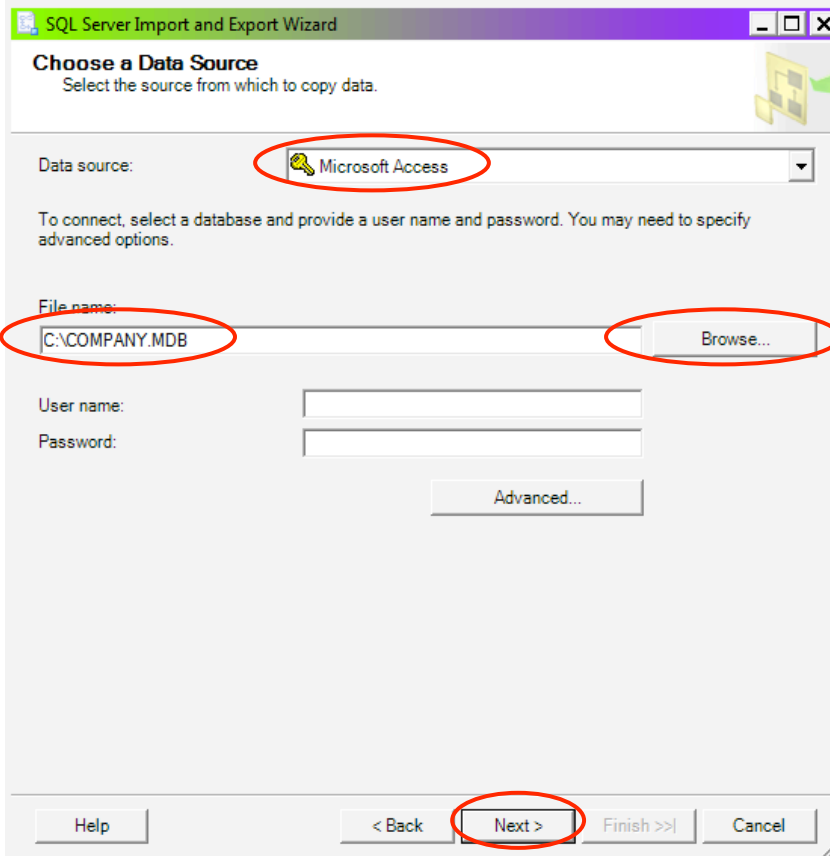 SQL Server Import and Export Wizard
Choose a Data Source
Select the source from which to copy data.
Data source:
Microsoft Access
To connect, select a database and provide a user name and password. You may need to specify
advanced options.
File name:
C:\COMPANY.MDB
Browse...
User name:
Password:
Advanced...
Help
< Back
Next >
Finish >>|
Cancel